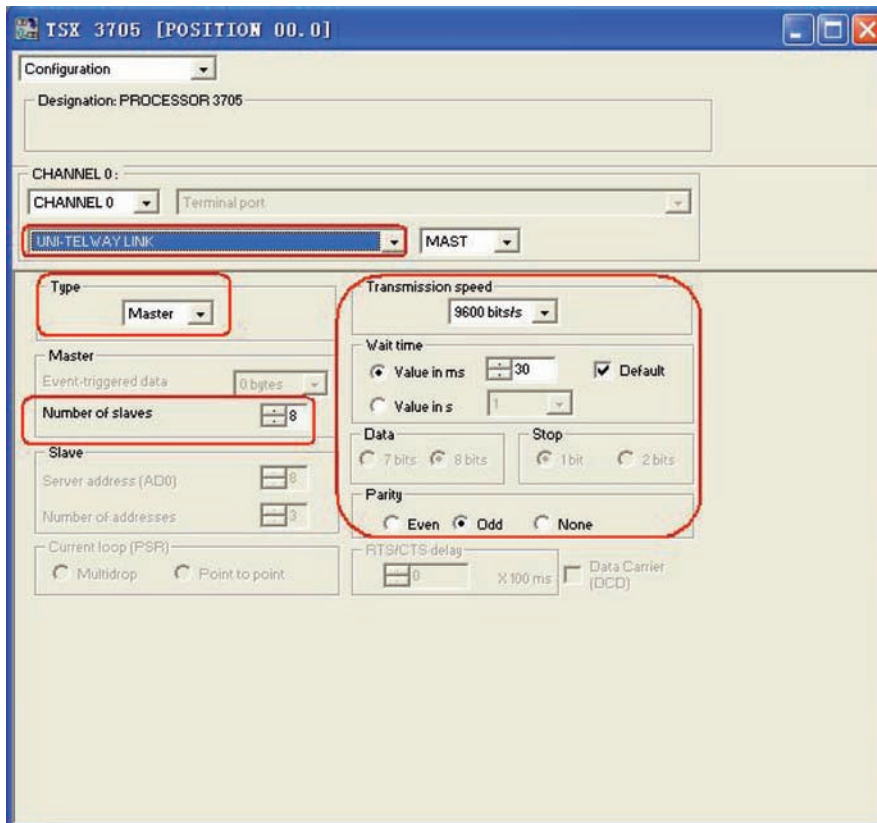 TSX 3705 [POSITION 00.0]
Configuration
Designation: PROCESSOR 3705
CHANNEL 0 :
CHANNEL 0 Terminal port
UNI-TELWAY LINK MAST
Type
Master
Master
Event-triggered data 0 bytes
Number of slaves 8
Slave
Server address (AD0) 8
Number of addresses 3
Current loop (PSR)
Multidrop Point to point
Transmission speed
9600 bits/s
Wait time
Value in ms 30 Default
Value in s 1
Data
7 bits 8 bits
Stop
1 bit 2 bits
Parity
Even Odd None
RTS/CTS delay
0 X 100 ms
Data Carrier
(DCD)